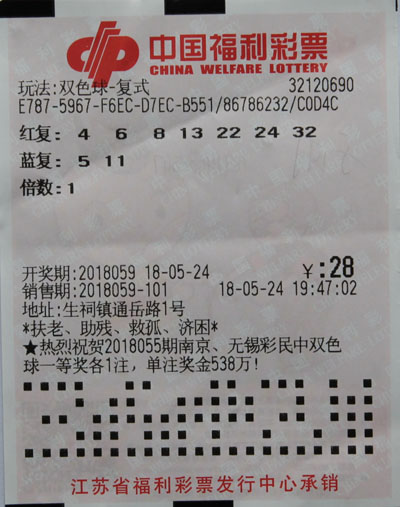 中国福利彩票
CHINA WELFARE LOTTERY
玩法:双色球-复式 32120690
E787-5967-F6EC-D7EC-B551/86786232/C0D4C
红复: 4 6 8 13 22 24 32
蓝复: 5 11
倍数: 1
开奖期:2018059 18-05-24 ￥:28
销售期:2018059-101 18-05-24 19:47:02
地址:生祠镇通岳路1号
*扶老、助残、救孤、济困*
★热烈祝贺2018055期南京、无锡彩民中双色
球一等奖各1注，单注奖金538万!
江苏省福利彩票发行中心承销